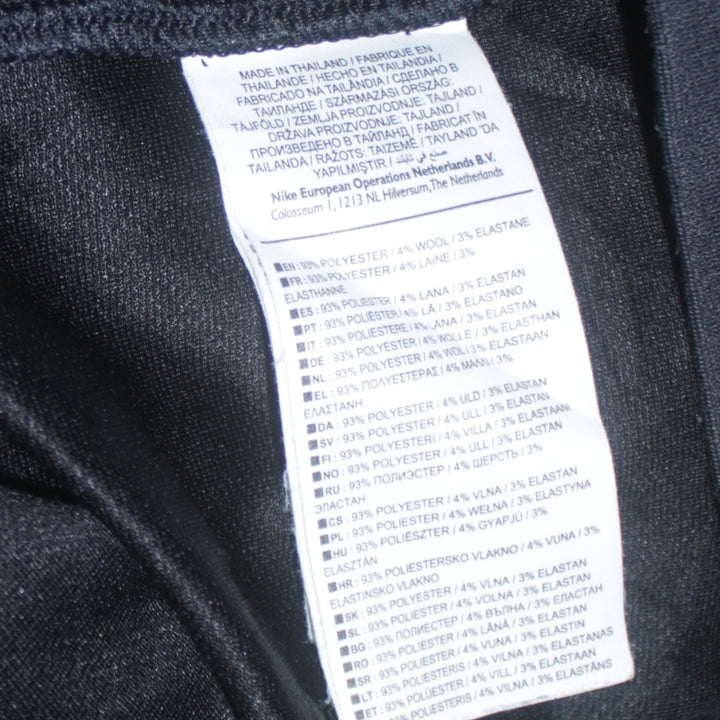 MADE IN THAILAND / FABRIQUE EN
THAILANDE / HECHO EN TAILANDIA /
FABRICADO NA TAILÂNDIA / СДЕЛАНО В
ТАИЛАНДЕ / SZÁRMAZÁSI ORSZÁG:
TÁJFÖLD / ZEMLJA PROIZVODNJE: TAJLAND /
DRŽAVA PROIZVODNJE: TAJLAND /
ПРОИЗВЕДЕНО В ТАЙЛАНД / FABRICAT ÎN
TAILANDA / RAŽOTS: TAIZEMĒ / TAYLAND 'DA
YAPILMIŞTIR / صنع في تايلند
Nike European Operations Netherlands B.V.
Colosseum 1, 1213 NL Hilversum, The Netherlands
EN : 93% POLYESTER / 4% WOOL / 3% ELASTANE
FR : 93% POLYESTER / 4% LAINE / 3%
ELASTHANNE
ES : 93% POLIÉSTER / 4% LANA / 3% ELASTAN
PT : 93% POLIÉSTER / 4% LÃ / 3% ELASTANO
IT : 93% POLIESTERE / 4% LANA / 3% ELASTAN
DE : 93% POLYESTER / 4% WOLLE / 3% ELASTHAN
NL : 93% POLYESTER / 4% WOL / 3% ELASTAAN
EL : 93% ΠΟΛΥΕΣΤΕΡΑΣ / 4% ΜΑΛΛΙ / 3%
ΕΛΑΣΤΑΝΗ
DA : 93% POLYESTER / 4% ULD / 3% ELASTAN
SV : 93% POLYESTER / 4% ULL / 3% ELASTAN
FI : 93% POLYESTERI / 4% VILLA / 3% ELASTAANI
NO : 93% POLYESTER / 4% ULL / 3% ELASTAN
RU : 93% ПОЛИЭСТЕР / 4% ШЕРСТЬ / 3%
ЭЛАСТАН
CS : 93% POLYESTER / 4% VLNA / 3% ELASTAN
PL : 93% POLIESTER / 4% WEŁNA / 3% ELASTYNA
HU : 93% POLIÉSZTER / 4% GYAPJÚ / 3%
ELASZTÁN
HR : 93% POLIESTERSKO VLAKNO / 4% VUNA / 3%
ELASTINSKO VLAKNO
SK : 93% POLYESTER / 4% VLNA / 3% ELASTAN
SL : 93% POLIESTER / 4% VOLNA / 3% ELASTAN
BG : 93% ПОЛИЕСТЕР / 4% ВЪЛНА / 3% ЕЛАСТАН
RO : 93% POLIESTER / 4% LÂNĂ / 3% ELASTAN
SR : 93% POLIESTER / 4% VUNA / 3% ELASTIN
LT : 93% POLIESTERIS / 4% VILNA / 3% ELASTANAS
ET : 93% POLÜESTER / 4% VILL / 3% ELASTAAN
93% POLIESTERIS / 4% VILNA / 3% ELASTĀNS